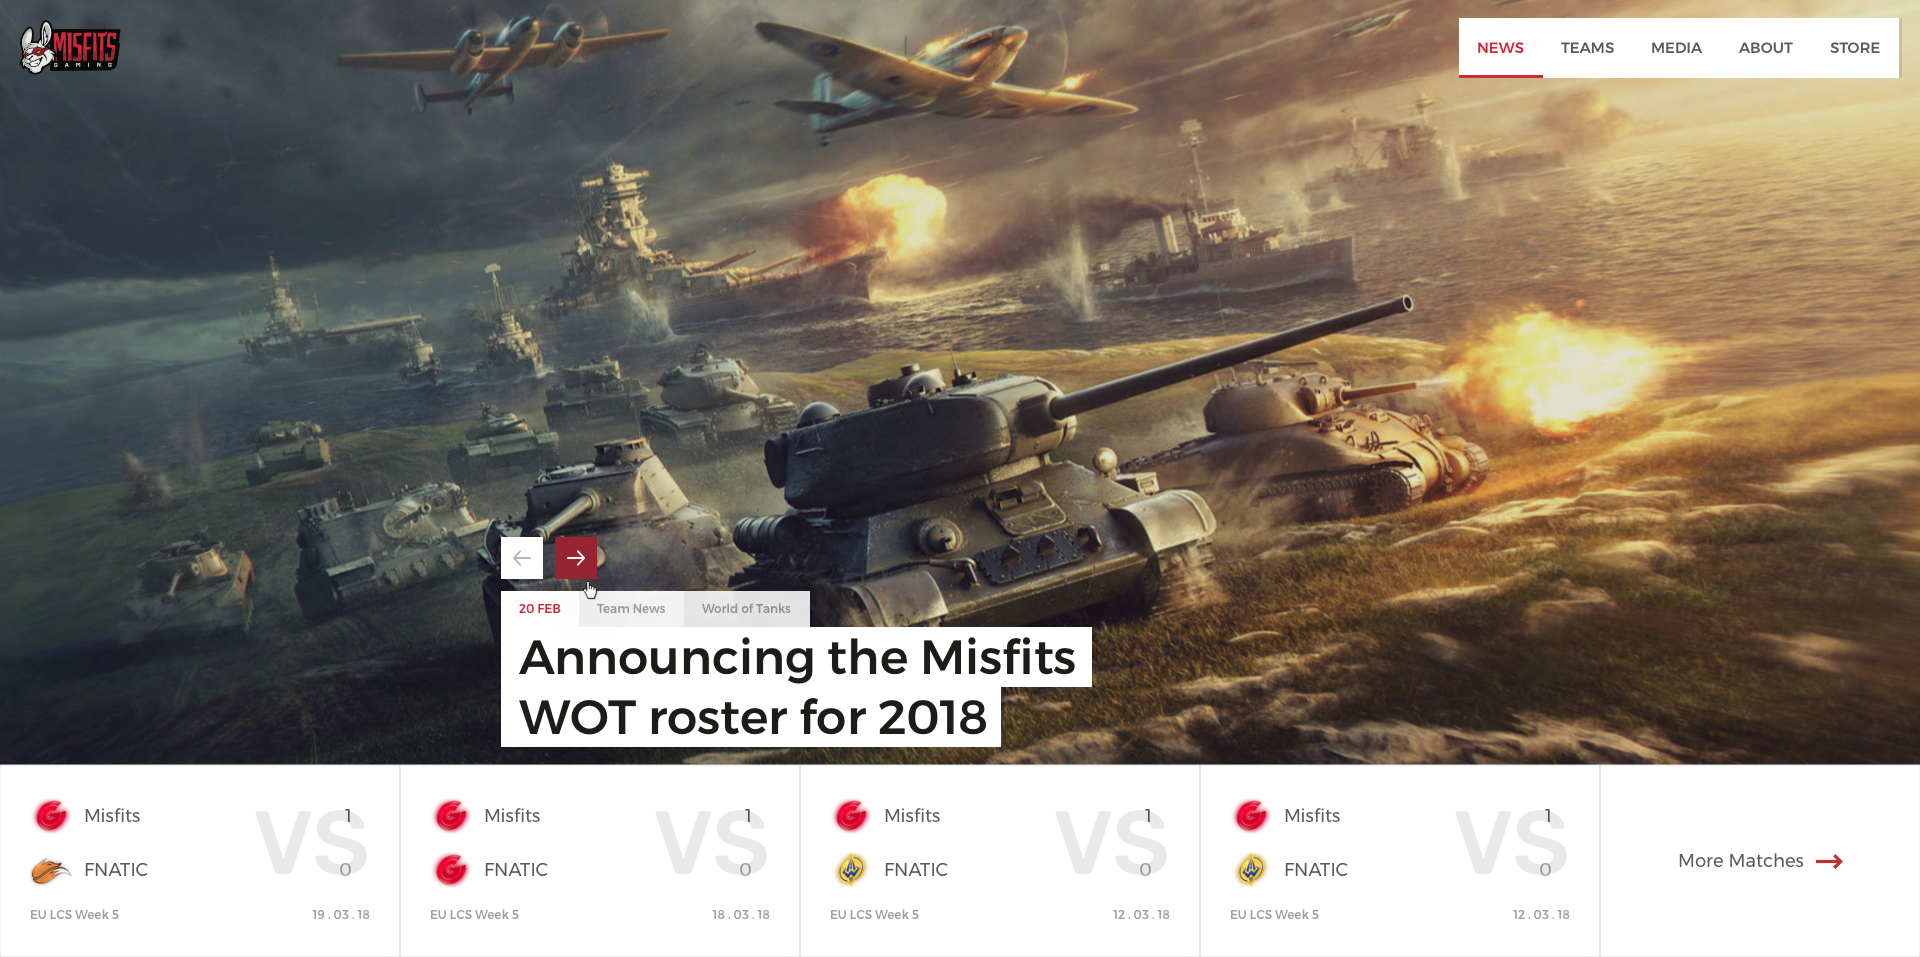 MISFITS
GAMING
NEWS TEAMS MEDIA ABOUT STORE
20 FEB Team News World of Tanks
Announcing the Misfits
WOT roster for 2018
Misfits 1
VS
FNATIC 0
EU LCS Week 5 19 . 03 . 18
Misfits 1
VS
FNATIC 0
EU LCS Week 5 18 . 03 . 18
Misfits 1
VS
FNATIC 0
EU LCS Week 5 12 . 03 . 18
Misfits 1
VS
FNATIC 0
EU LCS Week 5 12 . 03 . 18
More Matches